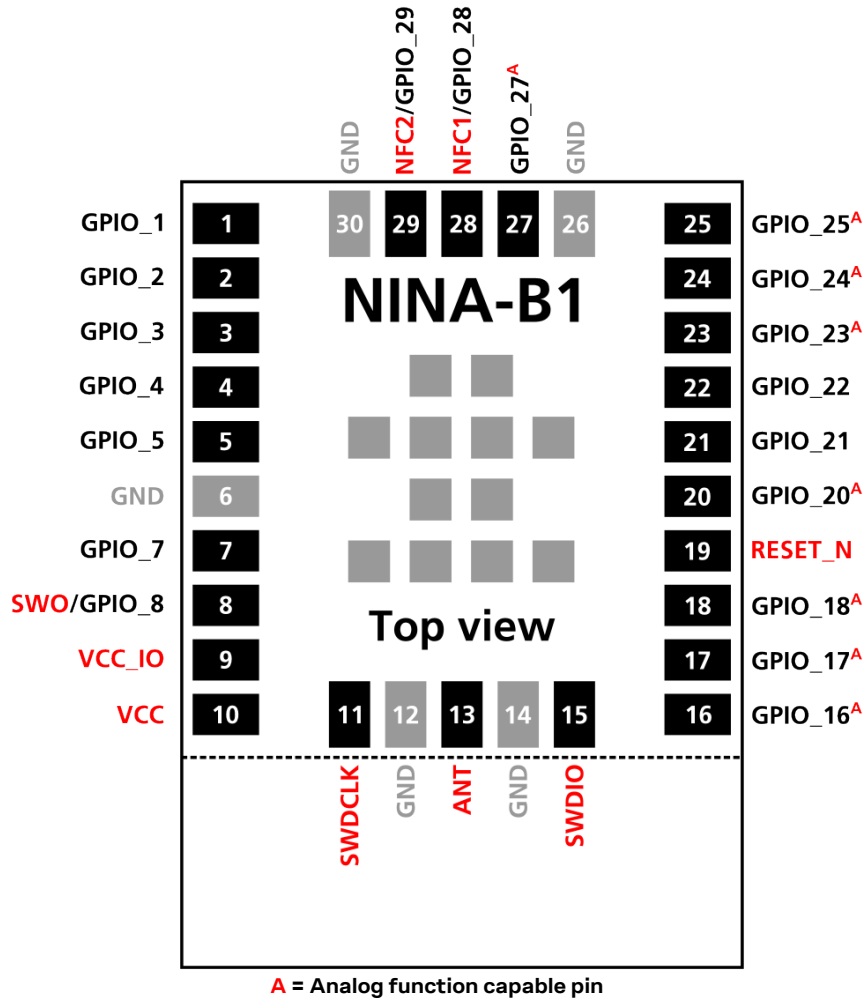 GND
NFC2/GPIO_29
NFC1/GPIO_28
GPIO_27A
GND
30
29
28
27
26
GPIO_1 1
GPIO_2 2
GPIO_3 3
GPIO_4 4
GPIO_5 5
GND 6
GPIO_7 7
SWO/GPIO_8 8
VCC_IO 9
VCC 10
NINA-B1
Top view
25 GPIO_25A
24 GPIO_24A
23 GPIO_23A
22 GPIO_22
21 GPIO_21
20 GPIO_20A
19 RESET_N
18 GPIO_18A
17 GPIO_17A
16 GPIO_16A
11
12
13
14
15
SWDCLK
GND
ANT
GND
SWDIO
A = Analog function capable pin